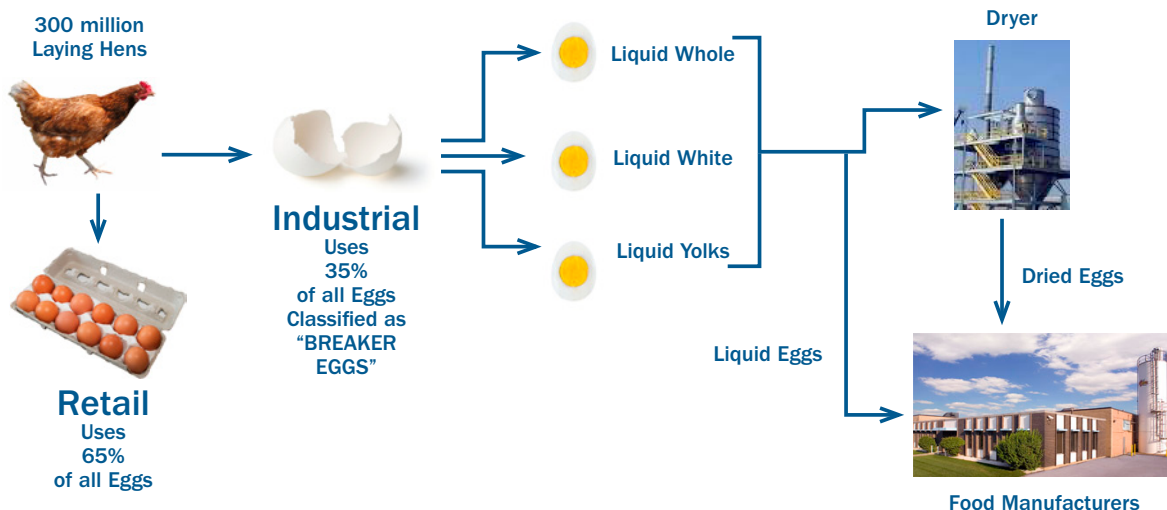 300 million
Laying Hens
Retail
Uses
65%
of all Eggs
Industrial
Uses
35%
of all Eggs
Classified as
“BREAKER
EGGS”
Liquid Whole
Liquid White
Liquid Yolks
Dryer
Dried Eggs
Liquid Eggs
Food Manufacturers